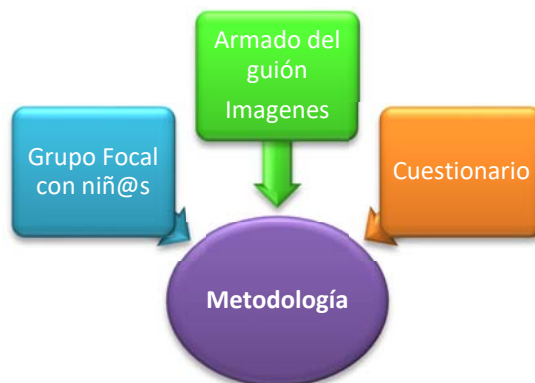 Armado del
guión
Imagenes
Grupo Focal
con niñ@s
Cuestionario
Metodología